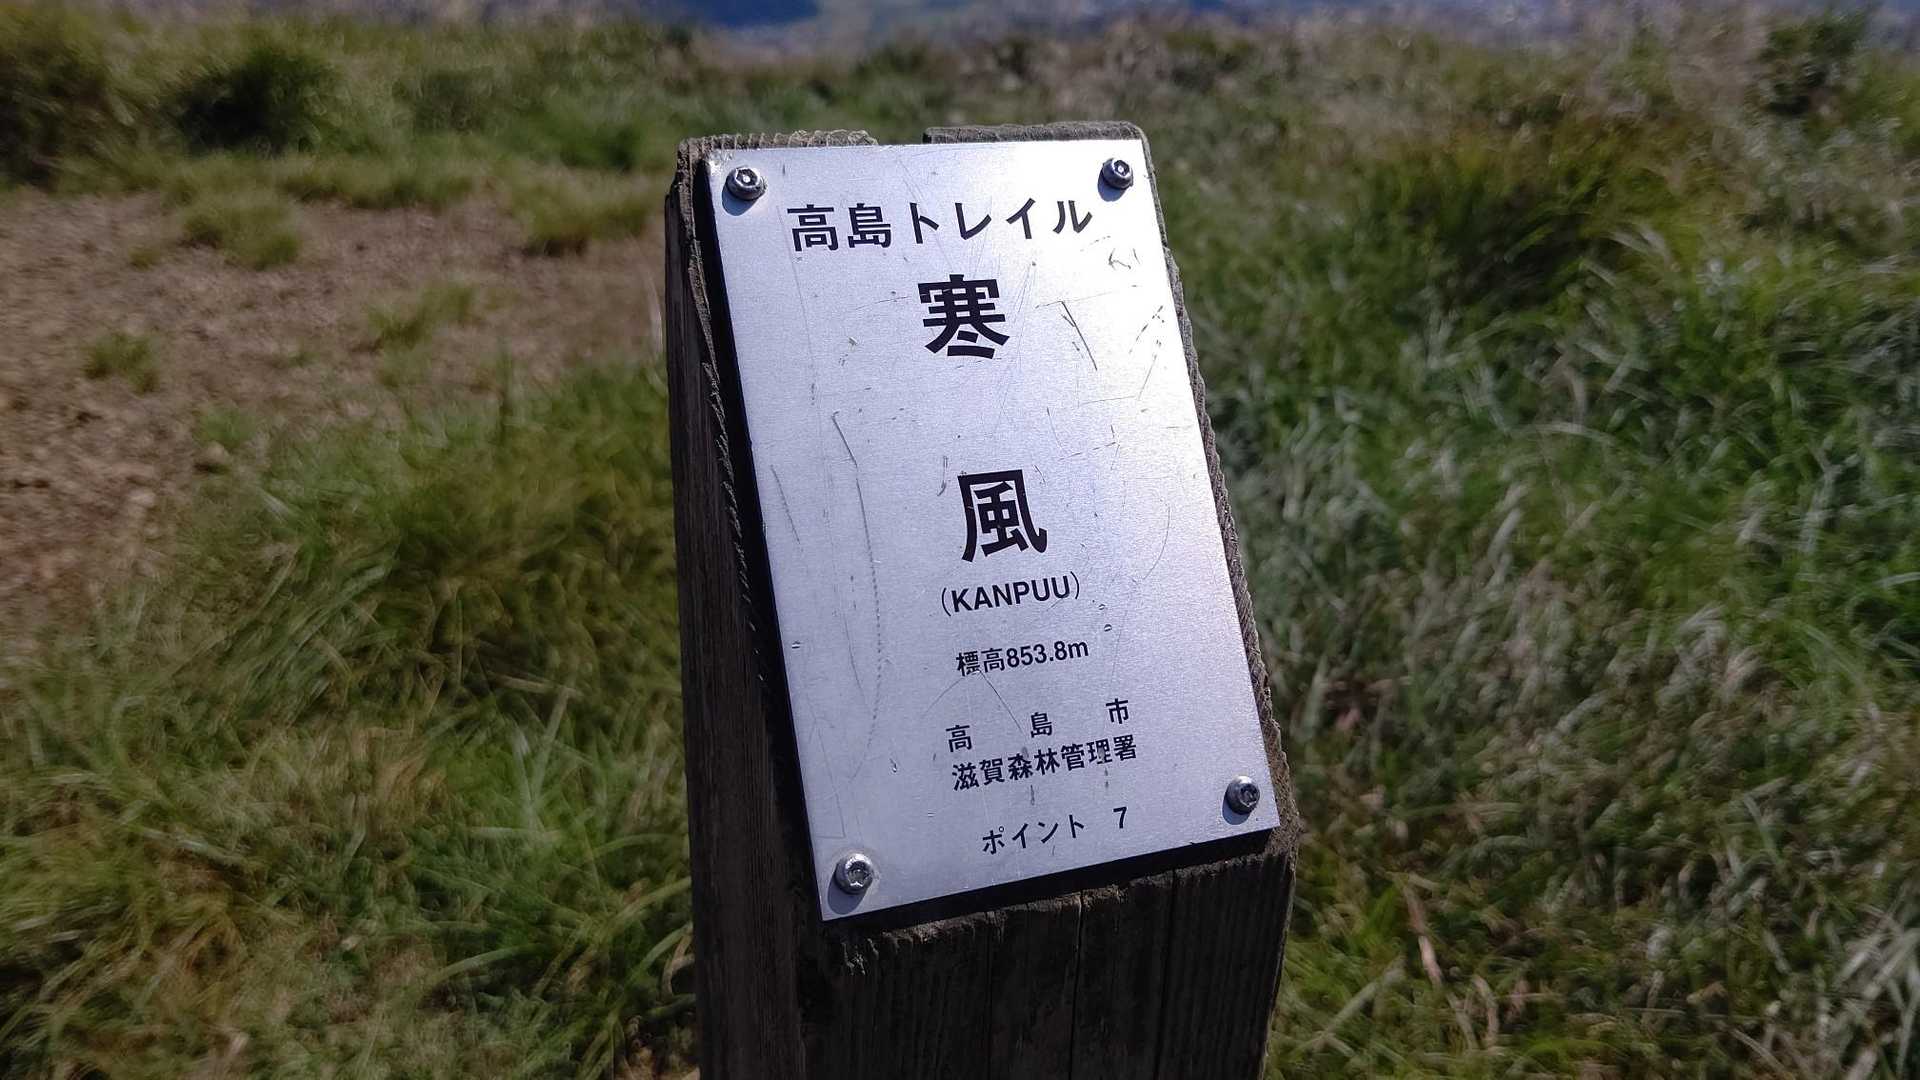 高島トレイル
寒
風
（KANPUU）
標高853.8m
高島市
滋賀森林管理署
ポイント 7